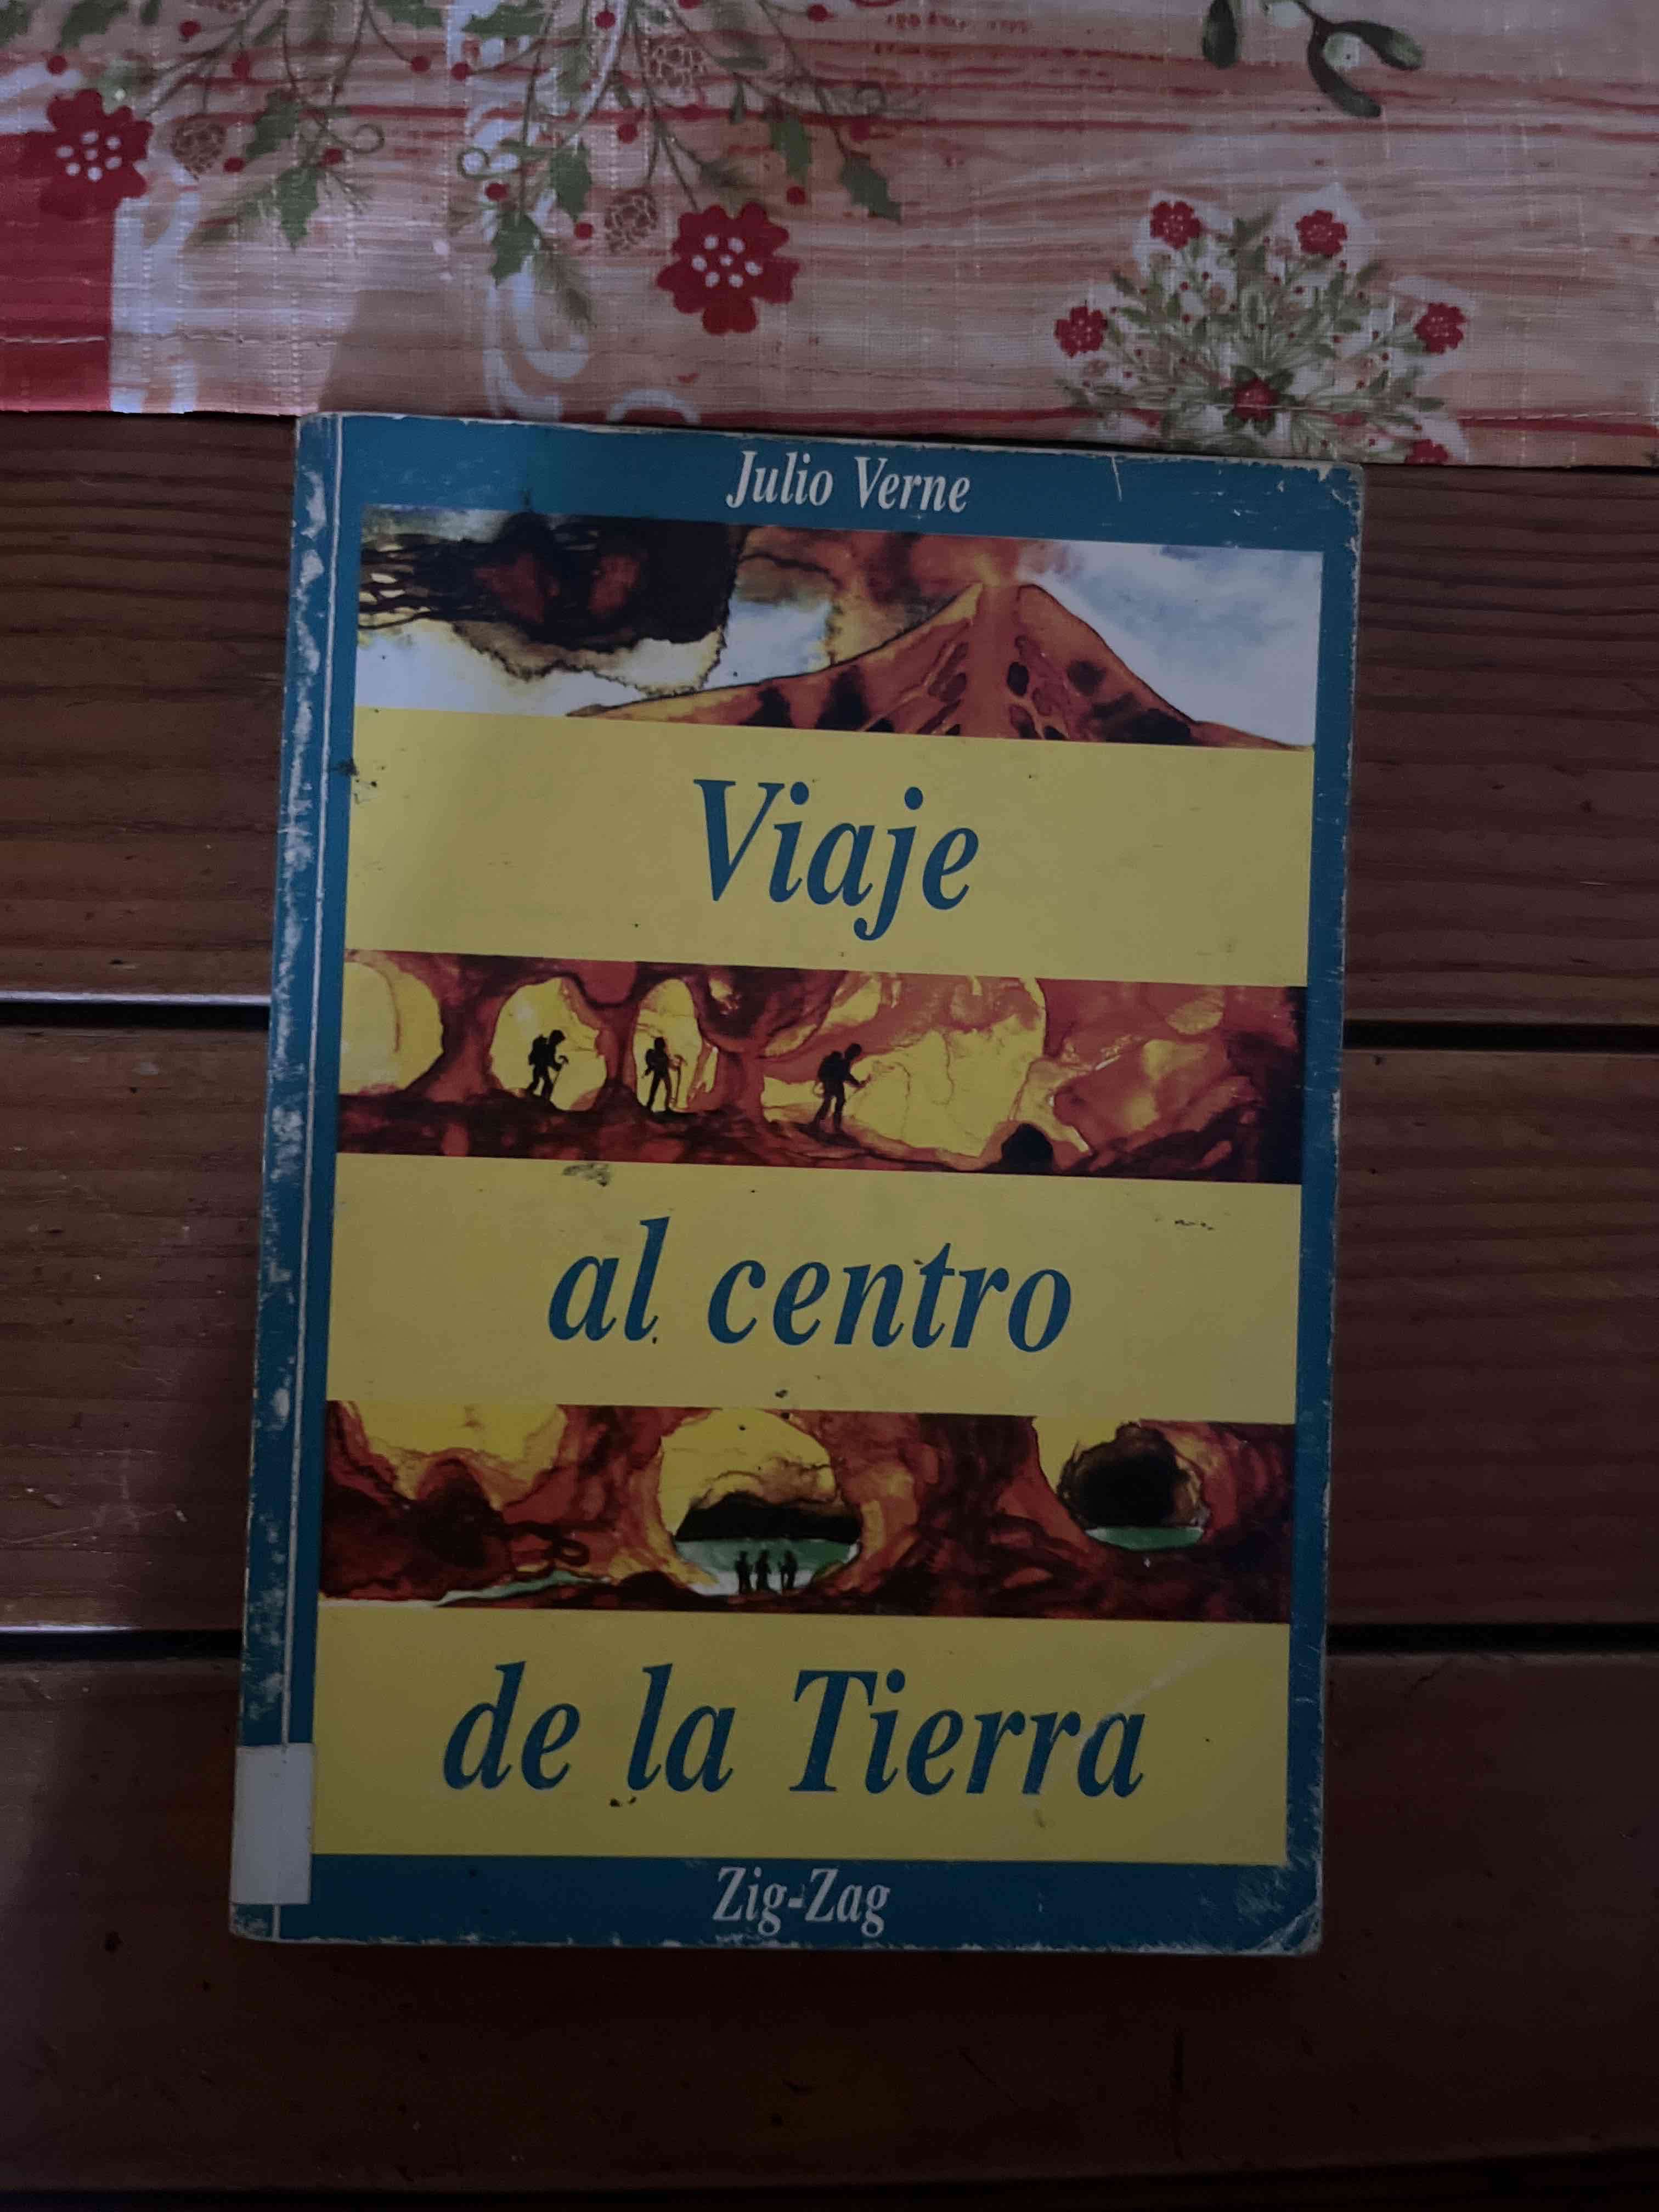 Julio Verne
Viaje
al centro
de la Tierra
Zig-Zag